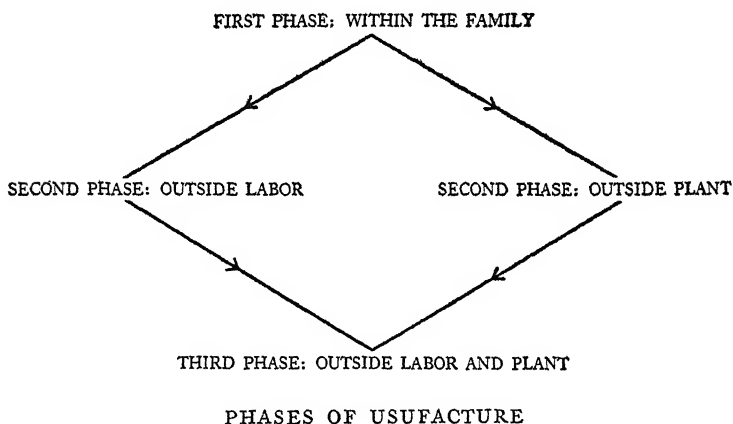 FIRST PHASE: WITHIN THE FAMILY
SECOND PHASE: OUTSIDE LABOR
SECOND PHASE: OUTSIDE PLANT
THIRD PHASE: OUTSIDE LABOR AND PLANT
PHASES OF USUFACTURE